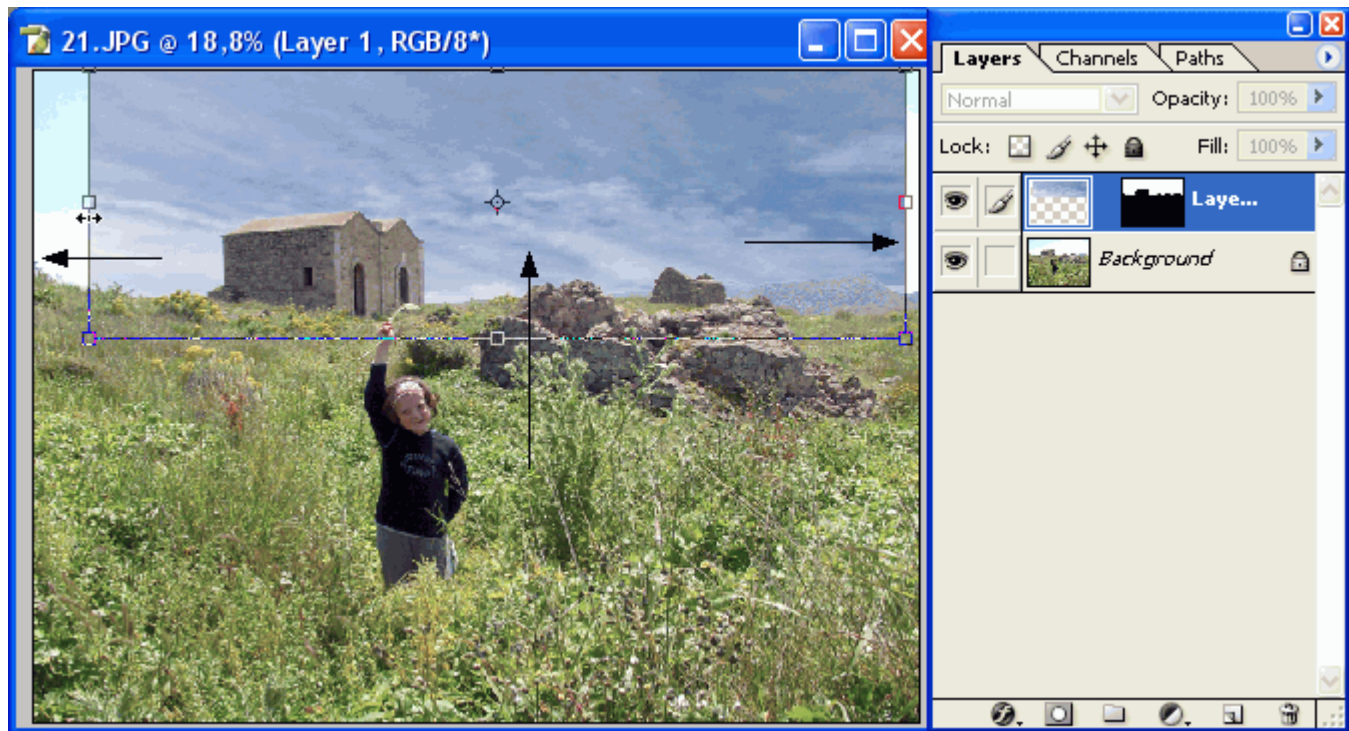 21.JPG @ 18,8% (Layer 1, RGB/8*)
Layers Channels Paths
Normal Opacity: 100%
Lock: Fill: 100%
Laye...
Background